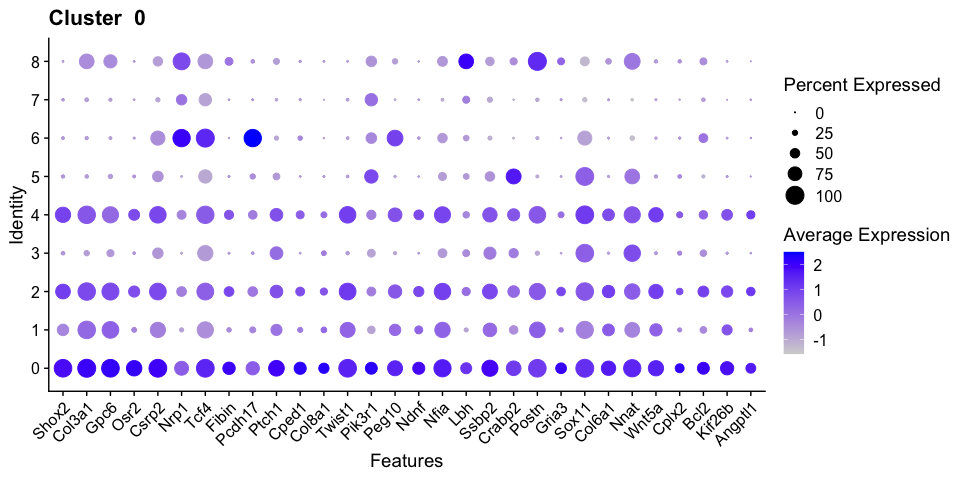 Cluster 0
Identity
8
7
6
5
4
3
2
1
0
Shox2
Col3a1
Gpc6
Osr2
Csrp2
Nrp1
Tcf4
Fibin
Pcdh17
Ptch1
Cped1
Col8a1
Twist1
Pik3r1
Peg10
Ndnf
Nfia
Lbh
Ssbp2
Crabp2
Postn
Gria3
Sox11
Col6a1
Nnat
Wnt5a
Cplx2
Bcl2
Kif26b
Angptl1
Features
Percent Expressed
0
25
50
75
100
Average Expression
2
1
0
-1